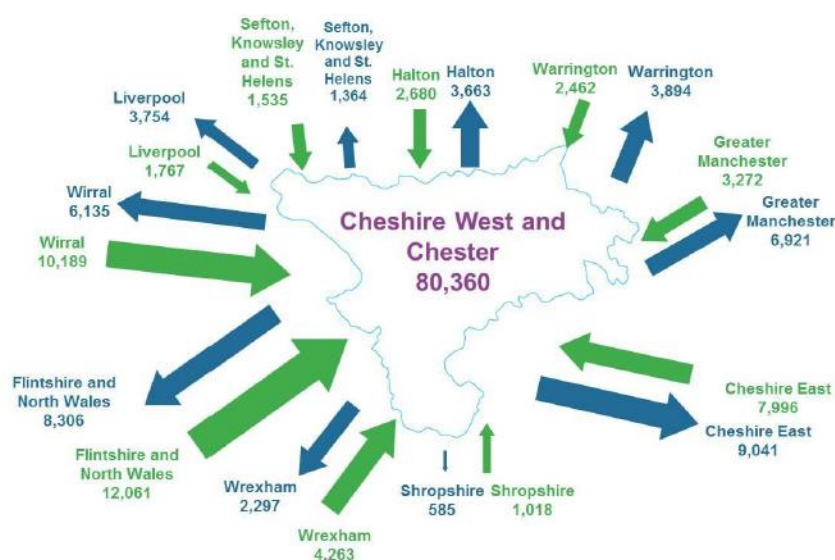 Sefton,
Knowsley
and St.
Helens
1,535
Sefton,
Knowsley
and St.
Helens
1,364
Halton
2,680
Halton
3,663
Warrington
2,462
Warrington
3,894
Liverpool
3,754
Liverpool
1,767
Greater
Manchester
3,272
Greater
Manchester
6,921
Wirral
6,135
Wirral
10,189
Cheshire West and
Chester
80,360
Flintshire and
North Wales
8,306
Flintshire and
North Wales
12,061
Cheshire East
7,996
Cheshire East
9,041
Wrexham
2,297
Wrexham
4,263
Shropshire
585
Shropshire
1,018